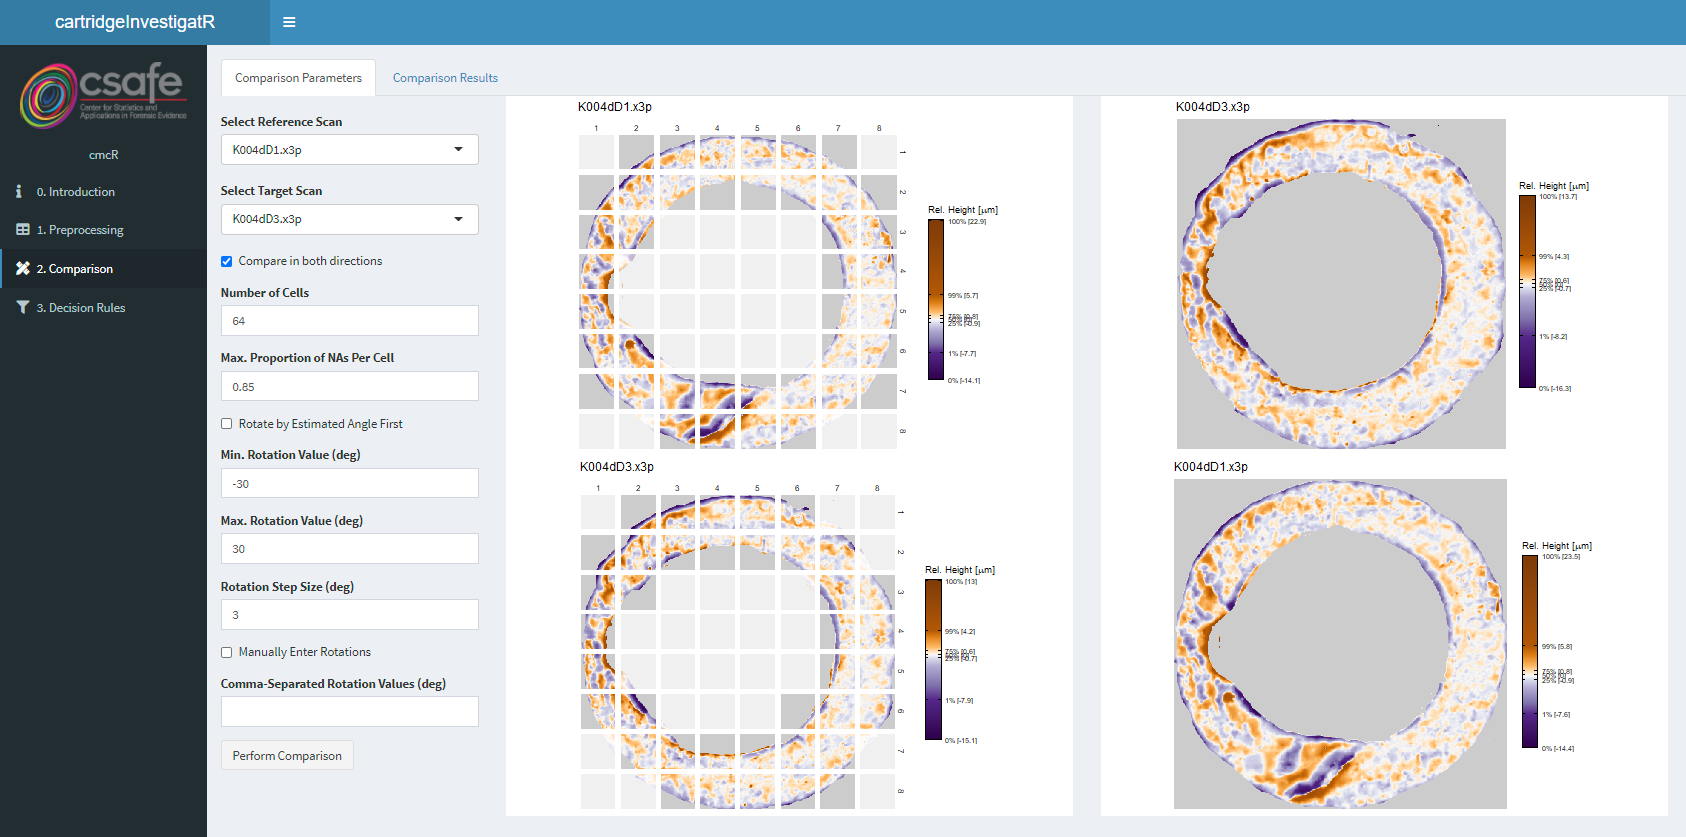 cartridgeInvestigatR
csafe
Center for Statistics and
Applications in Forensic Evidence
cmcR
0. Introduction
1. Preprocessing
2. Comparison
3. Decision Rules
Comparison Parameters
Comparison Results
Select Reference Scan
K004dD1.x3p
Select Target Scan
K004dD3.x3p
Compare in both directions
Number of Cells
64
Max. Proportion of NAs Per Cell
0.85
Rotate by Estimated Angle First
Min. Rotation Value (deg)
-30
Max. Rotation Value (deg)
30
Rotation Step Size (deg)
3
Manually Enter Rotations
Comma-Separated Rotation Values (deg)
Perform Comparison
K004dD1.x3p
1 2 3 4 5 6 7 8
1
2
3
4
5
6
7
8
Rel. Height [μm]
100% [22.9]
99% [5.7]
75% [0.8]
25% [-0.9]
1% [-7.7]
0% [-14.1]
K004dD3.x3p
Rel. Height [μm]
100% [13.7]
99% [4.3]
75% [0.6]
25% [-0.7]
1% [-8.2]
0% [-16.3]
K004dD3.x3p
1 2 3 4 5 6 7 8
1
2
3
4
5
6
7
8
Rel. Height [μm]
100% [13]
99% [4.2]
75% [0.6]
25% [-0.7]
1% [-7.9]
0% [-15.1]
K004dD1.x3p
Rel. Height [μm]
100% [23.5]
99% [5.8]
75% [0.8]
25% [-0.9]
1% [-7.6]
0% [-14.4]